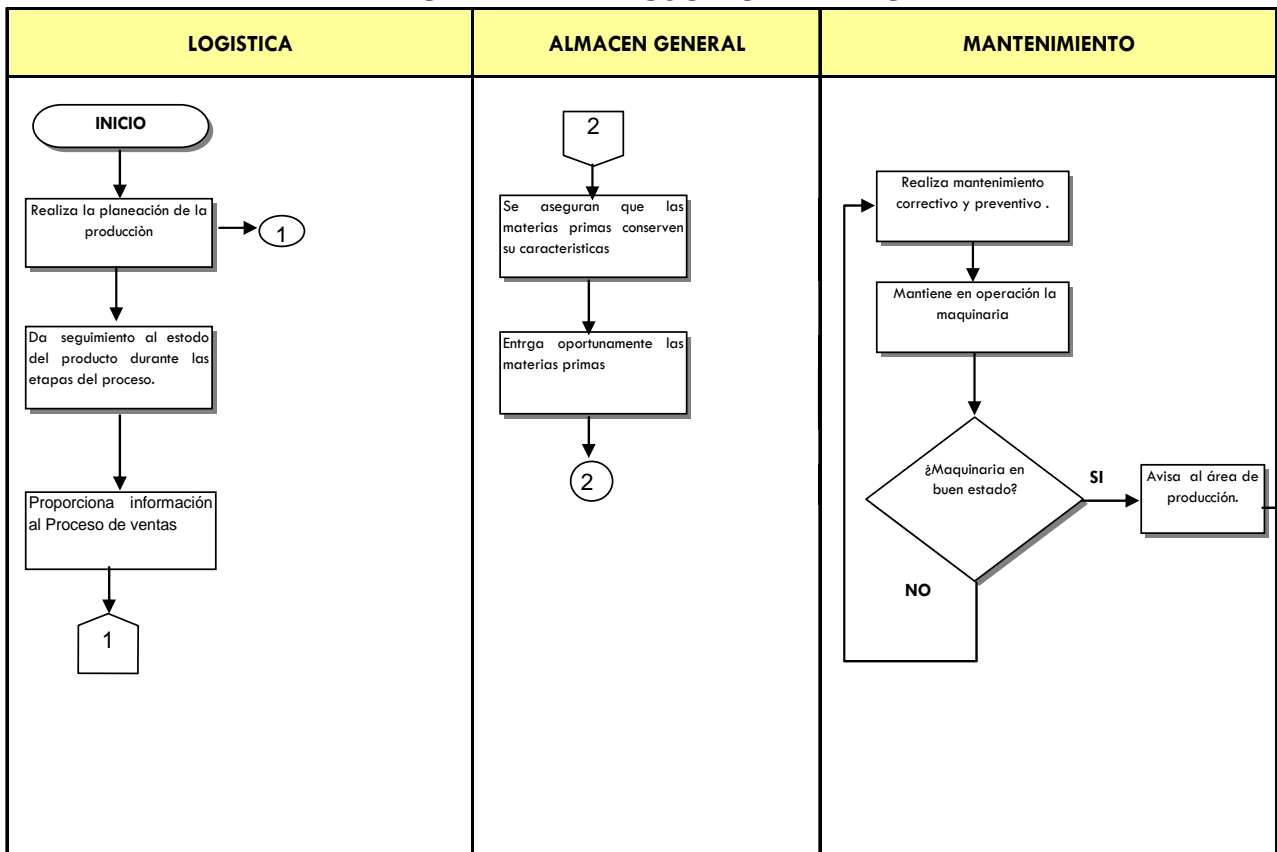 LOGISTICA
ALMACEN GENERAL
MANTENIMIENTO
INICIO
Realiza la planeación de la
producciòn
1
Da seguimiento al estodo
del producto durante las
etapas del proceso.
Proporciona información
al Proceso de ventas
1
2
Se aseguran que las
materias primas conserven
su caracteristicas
Entrga oportunamente las
materias primas
2
Realiza mantenimiento
correctivo y preventivo .
Mantiene en operación la
maquinaria
¿Maquinaria en
buen estado?
SI
Avisa al área de
producción.
NO